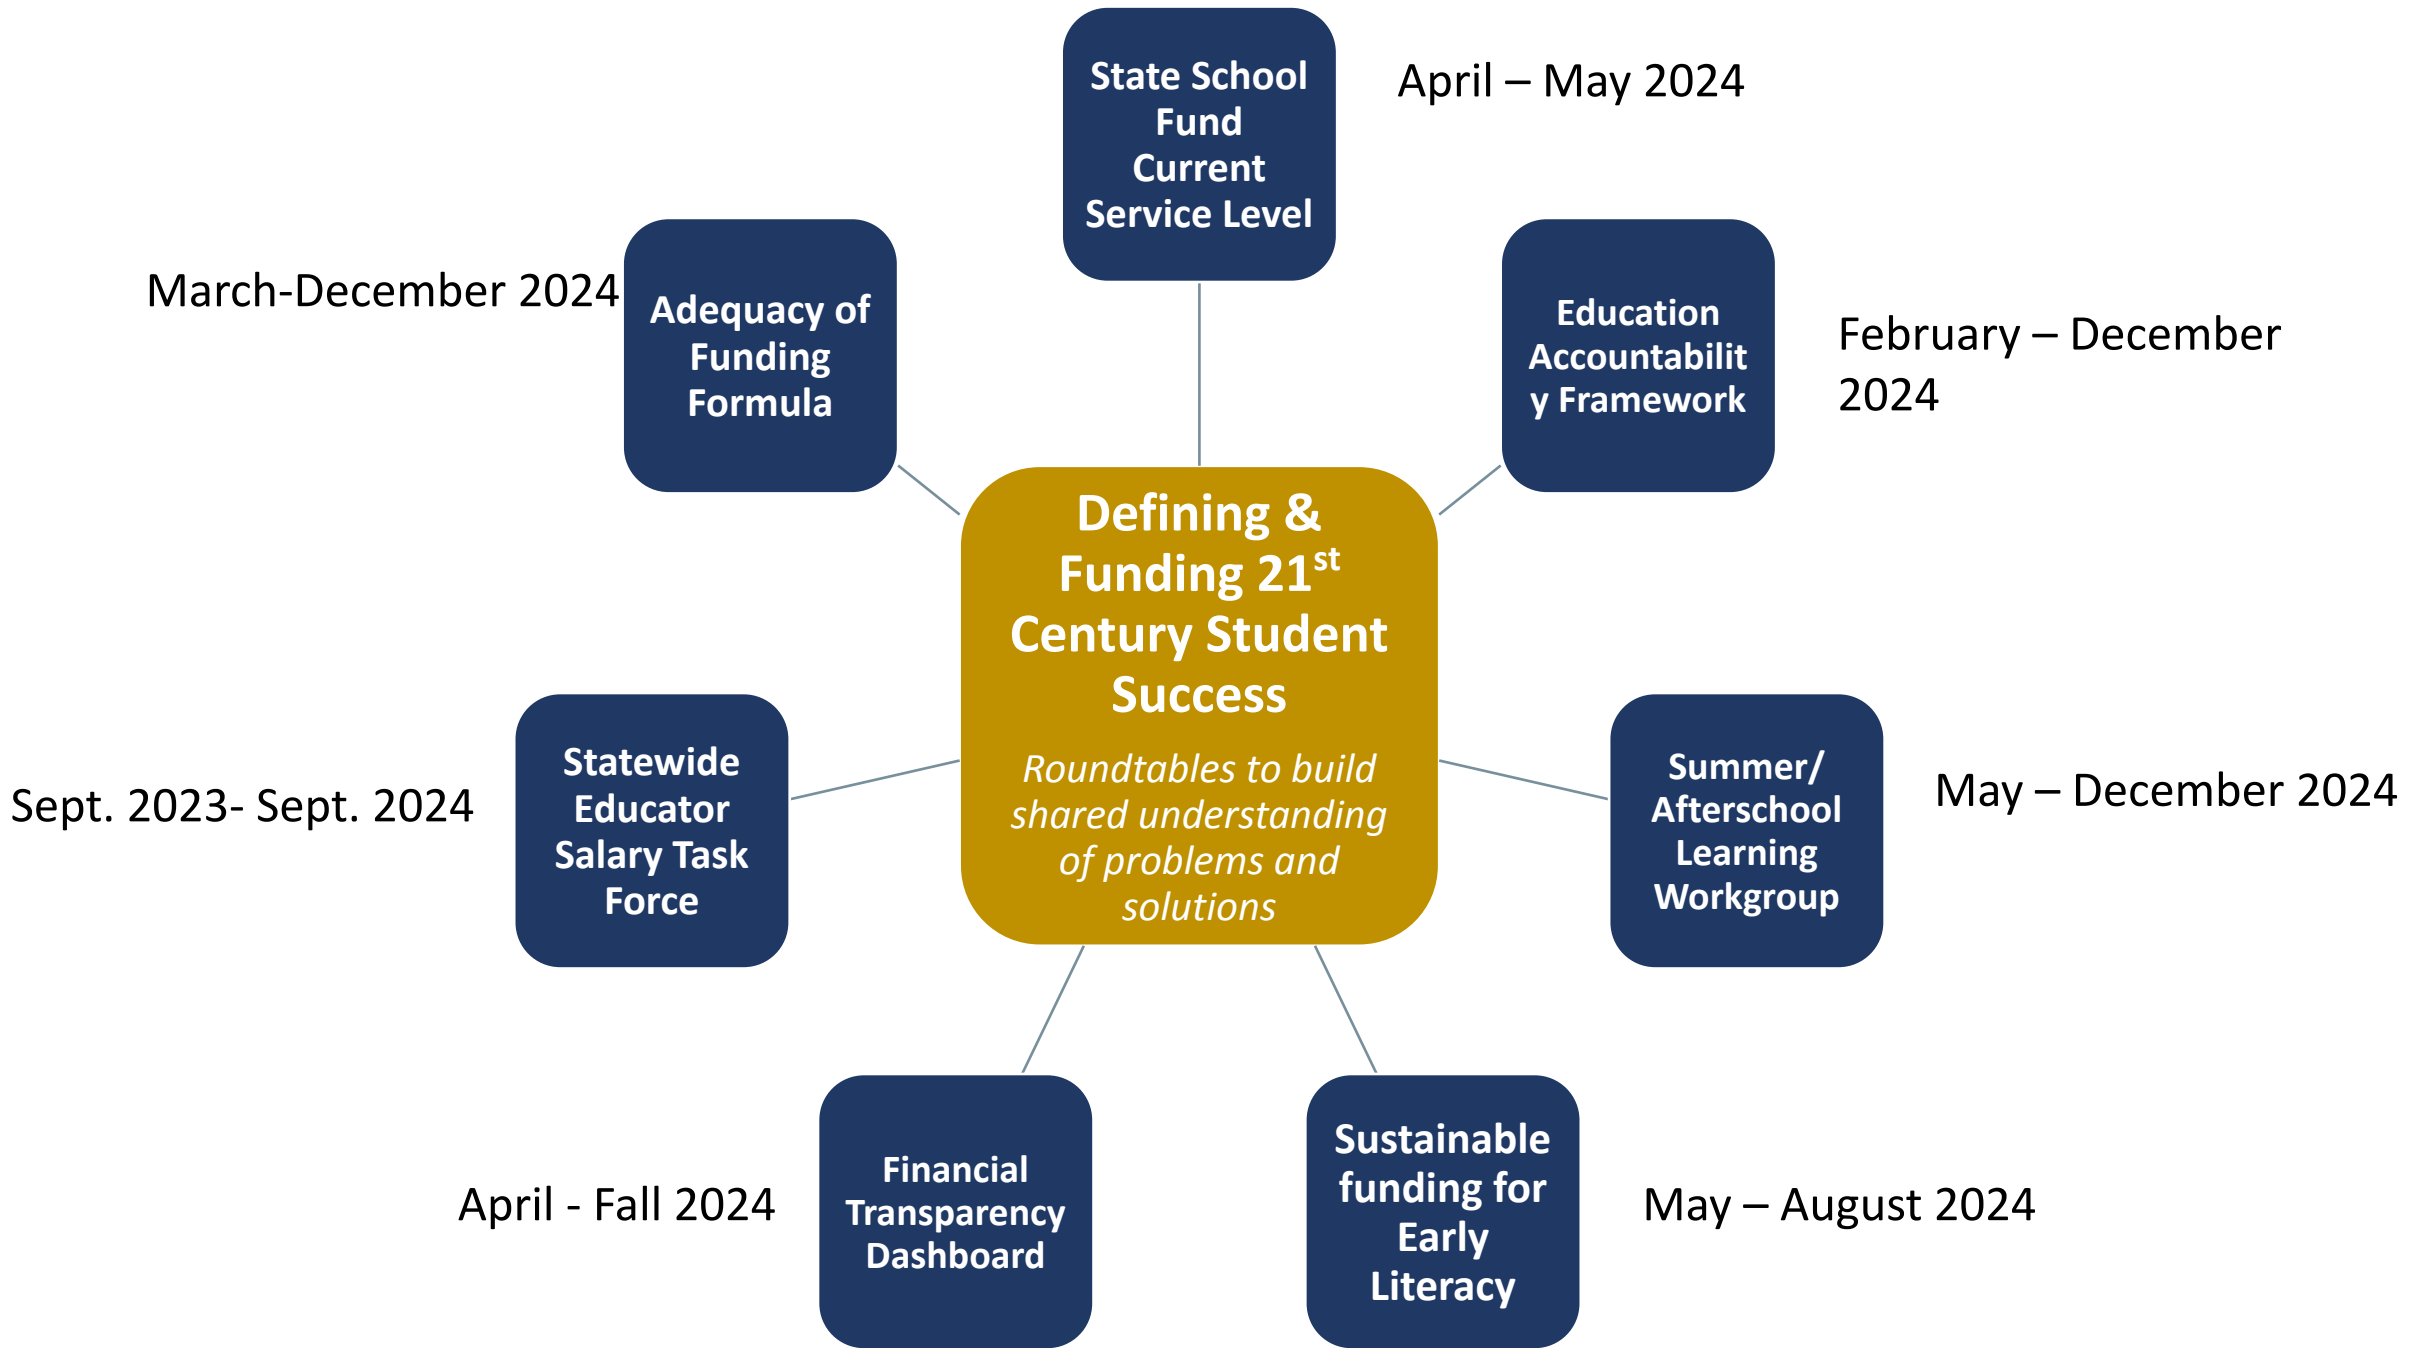 State School
Fund
Current
Service Level
April – May 2024
March-December 2024
Adequacy of
Funding
Formula
Education
Accountabilit
y Framework
February – December
2024
Defining &
Funding 21st
Century Student
Success
Roundtables to build
shared understanding
of problems and
solutions
Sept. 2023- Sept. 2024
Statewide
Educator
Salary Task
Force
Summer/
Afterschool
Learning
Workgroup
May – December 2024
April - Fall 2024
Financial
Transparency
Dashboard
Sustainable
funding for
Early
Literacy
May – August 2024